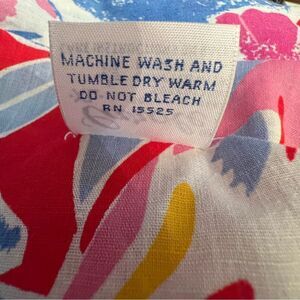 MACHINE WASH AND
TUMBLE DRY WARM
DO NOT BLEACH
RN 15525